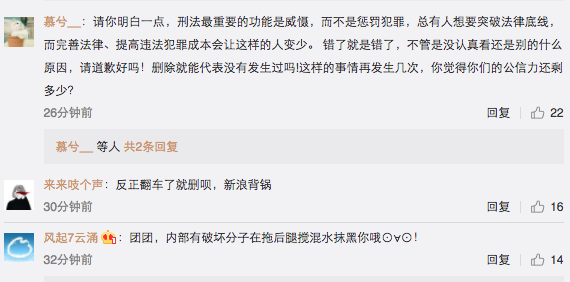 慕兮__：请你明白一点，刑法最重要的功能是威慑，而不是惩罚犯罪，总有人想要突破法律底线，
而完善法律、提高违法犯罪成本会让这样的人变少。 错了就是错了，不管是没认真看还是别的什么
原因，请道歉好吗！删除就能代表没有发生过吗!这样的事情再发生几次，你觉得你们的公信力还剩
多少?
26分钟前 回复 22
慕兮__ 等人 共2条回复
来来吱个声：反正翻车了就删呗，新浪背锅
30分钟前 回复 16
风起7云涌：团团，内部有破坏分子在拖后腿搅混水抹黑你哦⊙∀⊙！
32分钟前 回复 14